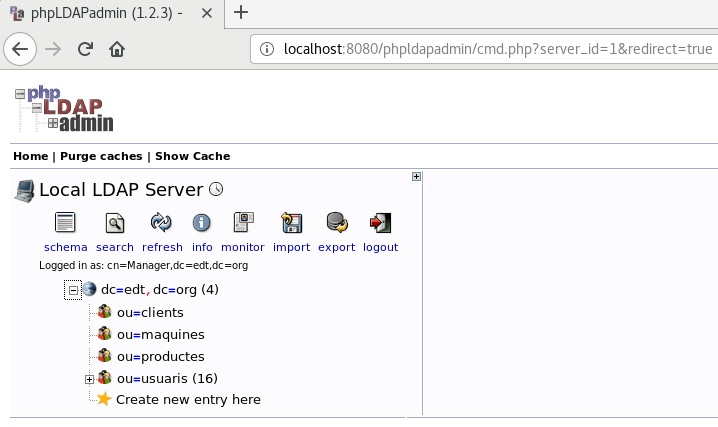 phpLDAPadmin (1.2.3) -
localhost:8080/phpldapadmin/cmd.php?server_id=1&redirect=true
php
LDAP
admin
Home | Purge caches | Show Cache
Local LDAP Server
schema search refresh info monitor import export logout
Logged in as: cn=Manager,dc=edt,dc=org
dc=edt,dc=org (4)
ou=clients
ou=maquines
ou=productes
ou=usuaris (16)
Create new entry here